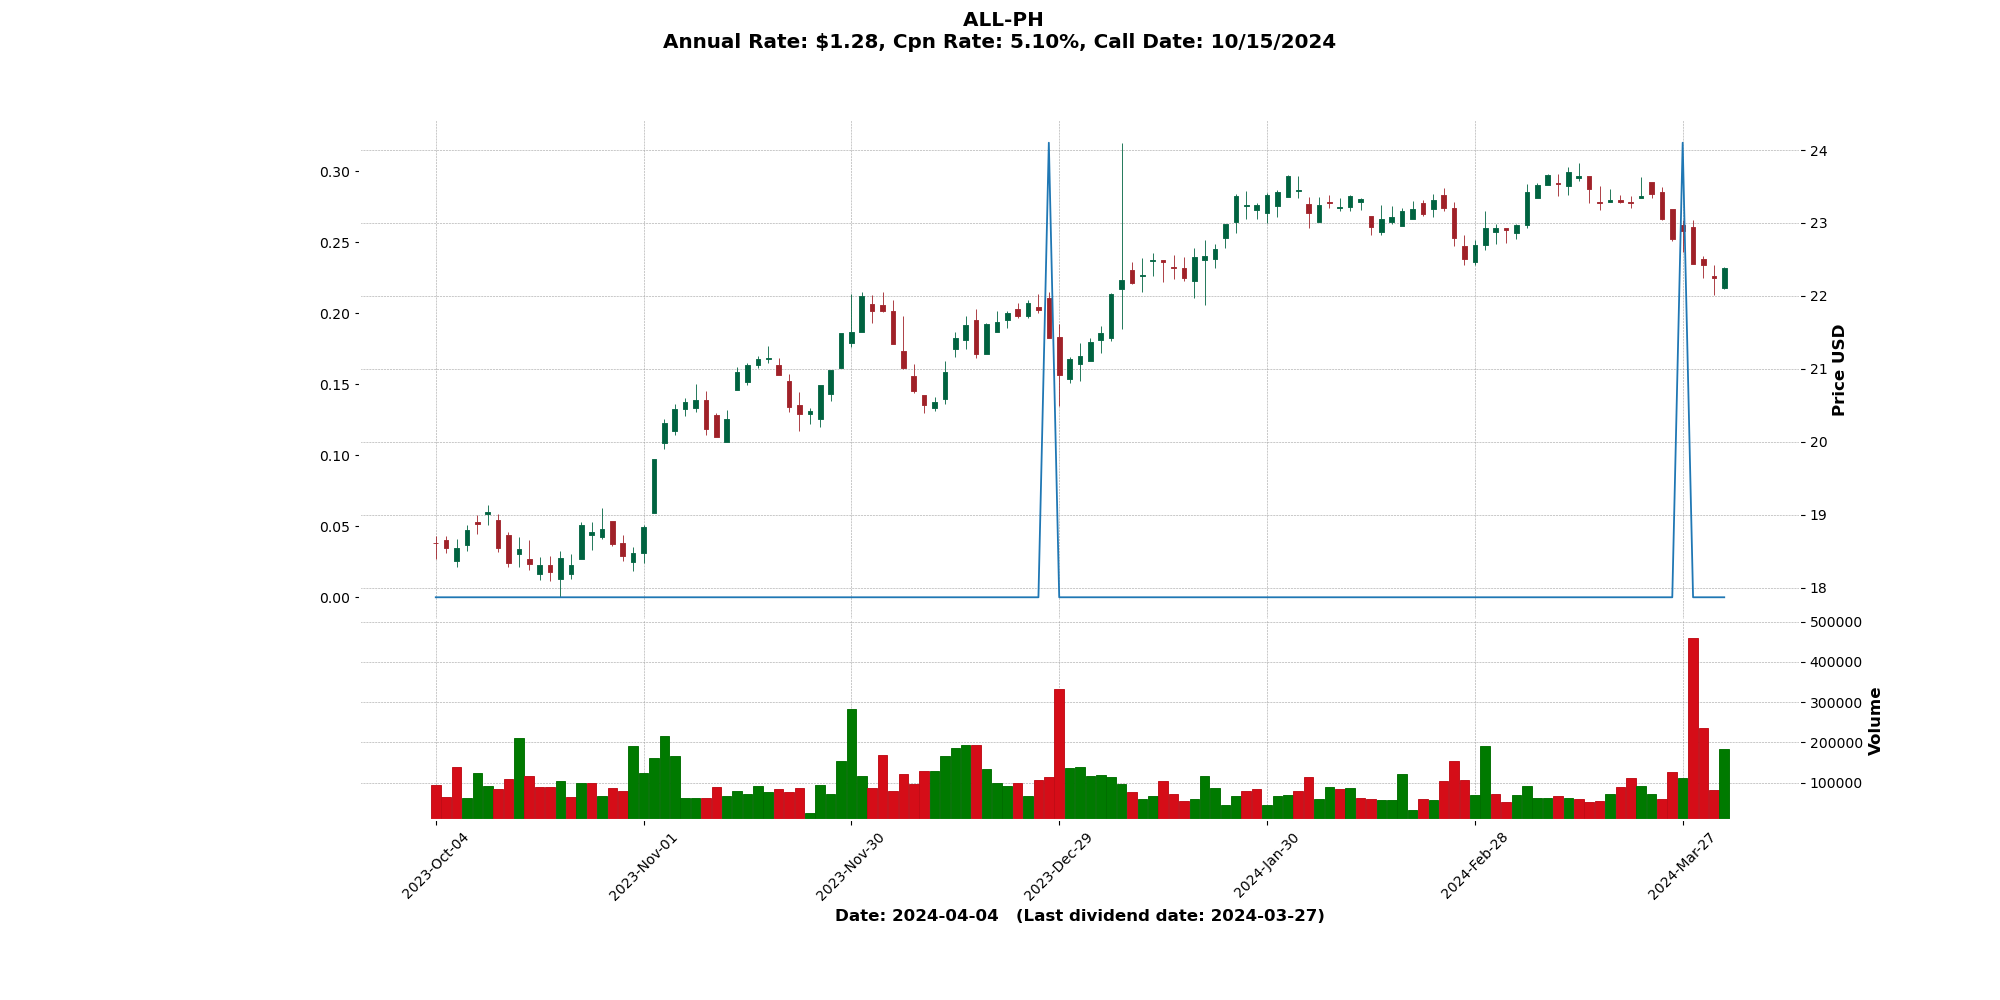 ALL-PH
Annual Rate: $1.28, Cpn Rate: 5.10%, Call Date: 10/15/2024
0.30
0.25
0.20
0.15
0.10
0.05
0.00
24
23
22
21
20
19
18
Price USD
500000
400000
300000
200000
100000
Volume
2023-Oct-04
2023-Nov-01
2023-Nov-30
2023-Dec-29
2024-Jan-30
2024-Feb-28
2024-Mar-27
Date: 2024-04-04   (Last dividend date: 2024-03-27)